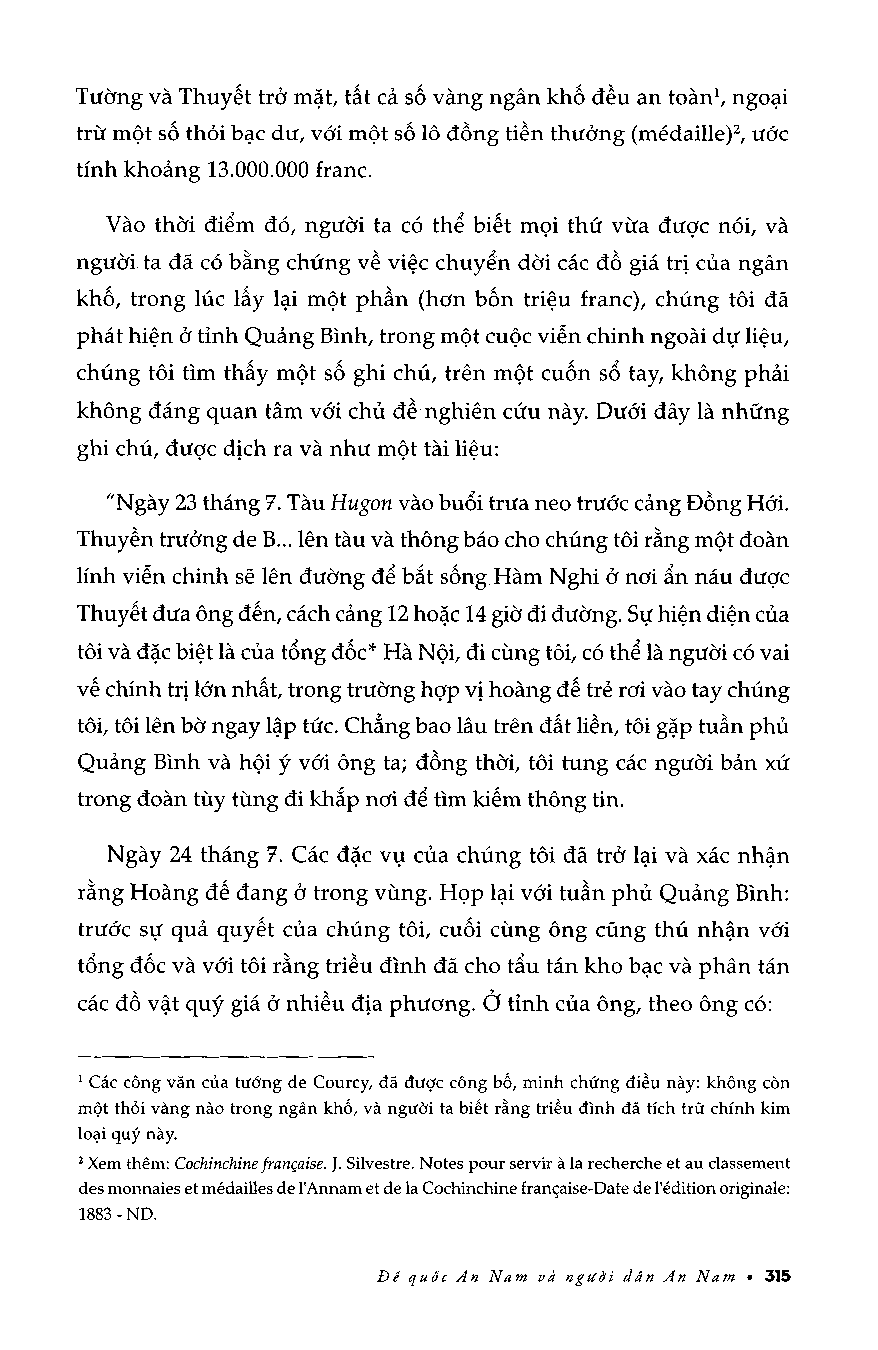 Tường và Thuyết trở mặt, tất cả số vàng ngân khố đều an toàn¹, ngoại
trừ một số thỏi bạc dư, với một số lô đồng tiền thưởng (médaille)², ước
tính khoảng 13.000.000 franc.
Vào thời điểm đó, người ta có thể biết mọi thứ vừa được nói, và
người ta đã có bằng chứng về việc chuyển dời các đồ giá trị của ngân
khố, trong lúc lấy lại một phần (hơn bốn triệu franc), chúng tôi đã
phát hiện ở tỉnh Quảng Bình, trong một cuộc viễn chinh ngoài dự liệu,
chúng tôi tìm thấy một số ghi chú, trên một cuốn sổ tay, không phải
không đáng quan tâm với chủ đề nghiên cứu này. Dưới đây là những
ghi chú, được dịch ra và như một tài liệu:
"Ngày 23 tháng 7. Tàu Hugon vào buổi trưa neo trước cảng Đồng Hới.
Thuyền trưởng de B... lên tàu và thông báo cho chúng tôi rằng một đoàn
lính viễn chinh sẽ lên đường để bắt sống Hàm Nghi ở nơi ẩn náu được
Thuyết đưa ông đến, cách cảng 12 hoặc 14 giờ đi đường. Sự hiện diện của
tôi và đặc biệt là của tổng đốc* Hà Nội, đi cùng tôi, có thể là người có vai
vế chính trị lớn nhất, trong trường hợp vị hoàng đế trẻ rơi vào tay chúng
tôi, tôi lên bờ ngay lập tức. Chẳng bao lâu trên đất liền, tôi gặp tuần phủ
Quảng Bình và hội ý với ông ta; đồng thời, tôi tung các người bản xứ
trong đoàn tùy tùng đi khắp nơi để tìm kiếm thông tin.
Ngày 24 tháng 7. Các đặc vụ của chúng tôi đã trở lại và xác nhận
rằng Hoàng đế đang ở trong vùng. Họp lại với tuần phủ Quảng Bình:
trước sự quả quyết của chúng tôi, cuối cùng ông cũng thú nhận với
tổng đốc và với tôi rằng triều đình đã cho tẩu tán kho bạc và phân tán
các đồ vật quý giá ở nhiều địa phương. Ở tỉnh của ông, theo ông có:
¹ Các công văn của tướng de Courcy, đã được công bố, minh chứng điều này: không còn
một thỏi vàng nào trong ngân khố, và người ta biết rằng triều đình đã tích trữ chính kim
loại quý này.
² Xem thêm: Cochinchine française. J. Silvestre. Notes pour servir à la recherche et au classement
des monnaies et médailles de l'Annam et de la Cochinchine française-Date de l'édition originale:
1883 - ND.
Đế quốc An Nam và người dân An Nam • 315